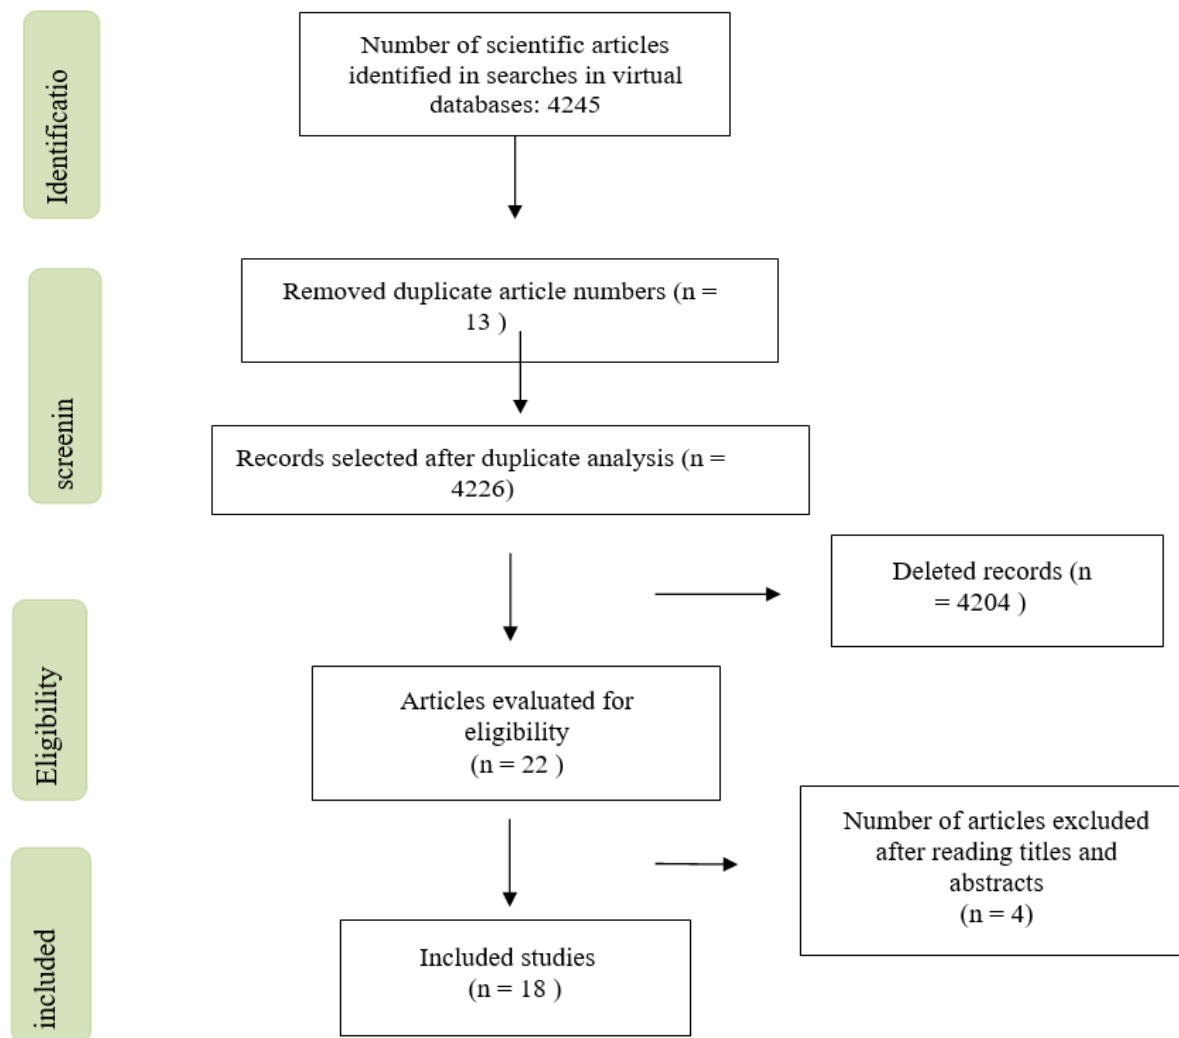 Identificatio
Number of scientific articles
identified in searches in virtual
databases: 4245
screenin
Removed duplicate article numbers (n =
13 )
Records selected after duplicate analysis (n =
4226)
Deleted records (n
= 4204 )
Eligibility
Articles evaluated for
eligibility
(n = 22 )
Number of articles excluded
after reading titles and
abstracts
(n = 4)
included
Included studies
(n = 18 )